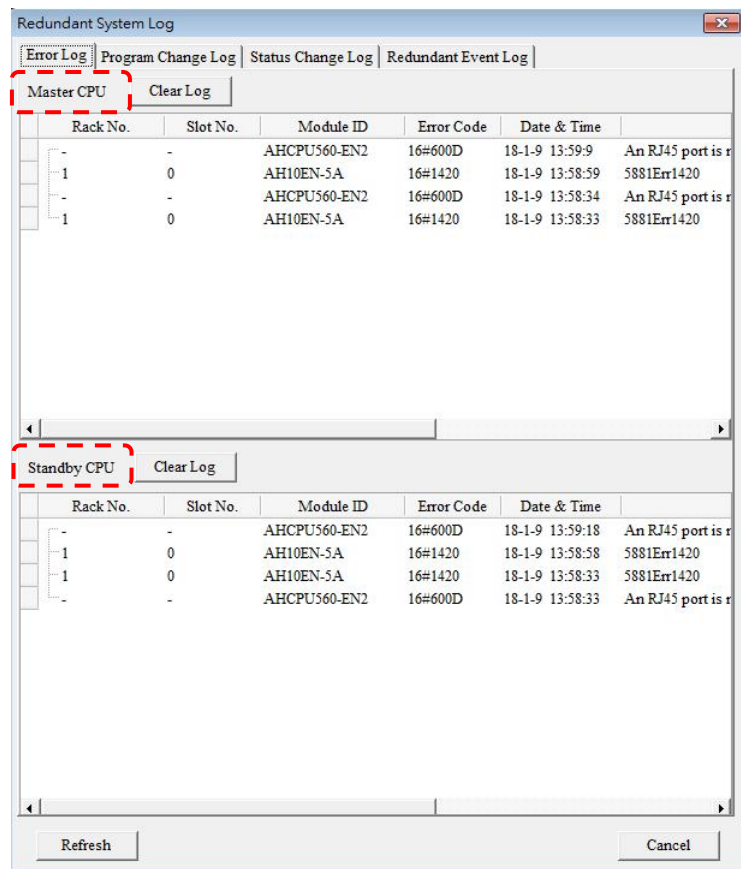 Redundant System Log
Error Log Program Change Log Status Change Log Redundant Event Log
Master CPU Clear Log
Rack No. Slot No. Module ID Error Code Date & Time
- - AHCPU560-EN2 16#600D 18-1-9 13:59:9 An RJ45 port is
1 0 AH10EN-5A 16#1420 18-1-9 13:58:59 5881Err1420
- - AHCPU560-EN2 16#600D 18-1-9 13:58:34 An RJ45 port is
1 0 AH10EN-5A 16#1420 18-1-9 13:58:33 5881Err1420
Standby CPU Clear Log
Rack No. Slot No. Module ID Error Code Date & Time
- - AHCPU560-EN2 16#600D 18-1-9 13:59:18 An RJ45 port is
1 0 AH10EN-5A 16#1420 18-1-9 13:58:58 5881Err1420
1 0 AH10EN-5A 16#1420 18-1-9 13:58:33 5881Err1420
- - AHCPU560-EN2 16#600D 18-1-9 13:58:33 An RJ45 port is
Refresh Cancel